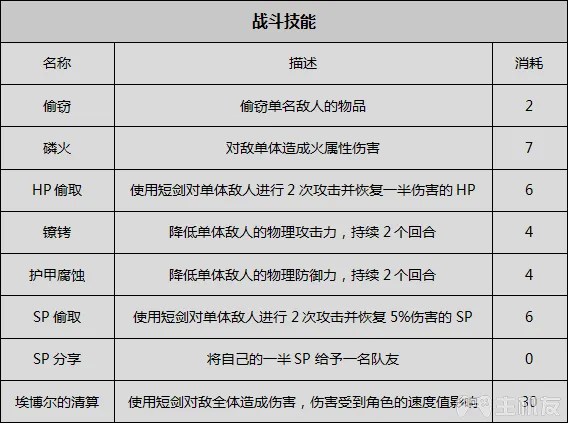 战斗技能
名称 描述 消耗
偷窃 偷窃单名敌人的物品 2
磷火 对敌单体造成火属性伤害 7
HP 偷取 使用短剑对单体敌人进行 2 次攻击并恢复一半伤害的 HP 6
镣铐 降低单体敌人的物理攻击力，持续 2 个回合 4
护甲腐蚀 降低单体敌人的物理防御力，持续 2 个回合 4
SP 偷取 使用短剑对单体敌人进行 2 次攻击并恢复 5%伤害的 SP 6
SP 分享 将自己的一半 SP 给予一名队友 0
埃博尔的清算 使用短剑对敌全体造成伤害，伤害受到角色的速度值影响 30
主机友